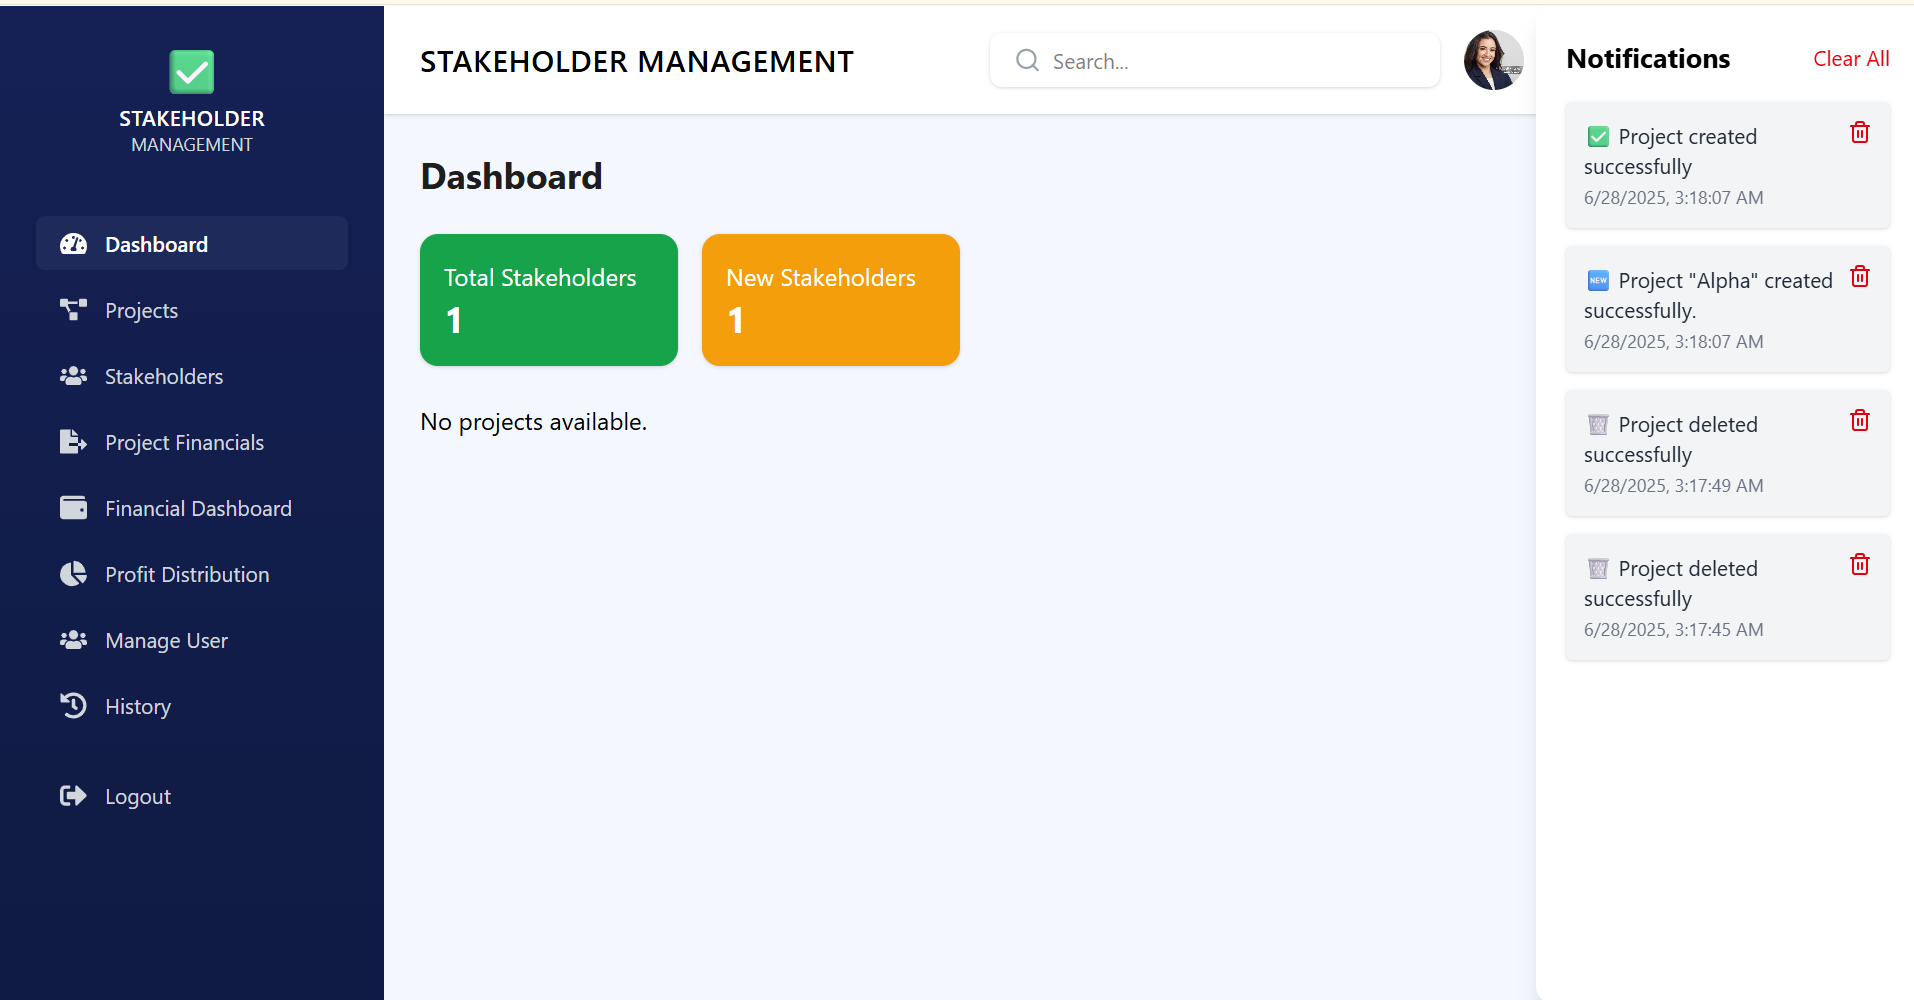 STAKEHOLDER
MANAGEMENT
Dashboard
Projects
Stakeholders
Project Financials
Financial Dashboard
Profit Distribution
Manage User
History
Logout
STAKEHOLDER MANAGEMENT
Search...
Dashboard
Total Stakeholders
1
New Stakeholders
1
No projects available.
Notifications
Clear All
✅ Project created
successfully
6/28/2025, 3:18:07 AM
🆕 Project "Alpha" created
successfully.
6/28/2025, 3:18:07 AM
🗑️ Project deleted
successfully
6/28/2025, 3:17:49 AM
🗑️ Project deleted
successfully
6/28/2025, 3:17:45 AM